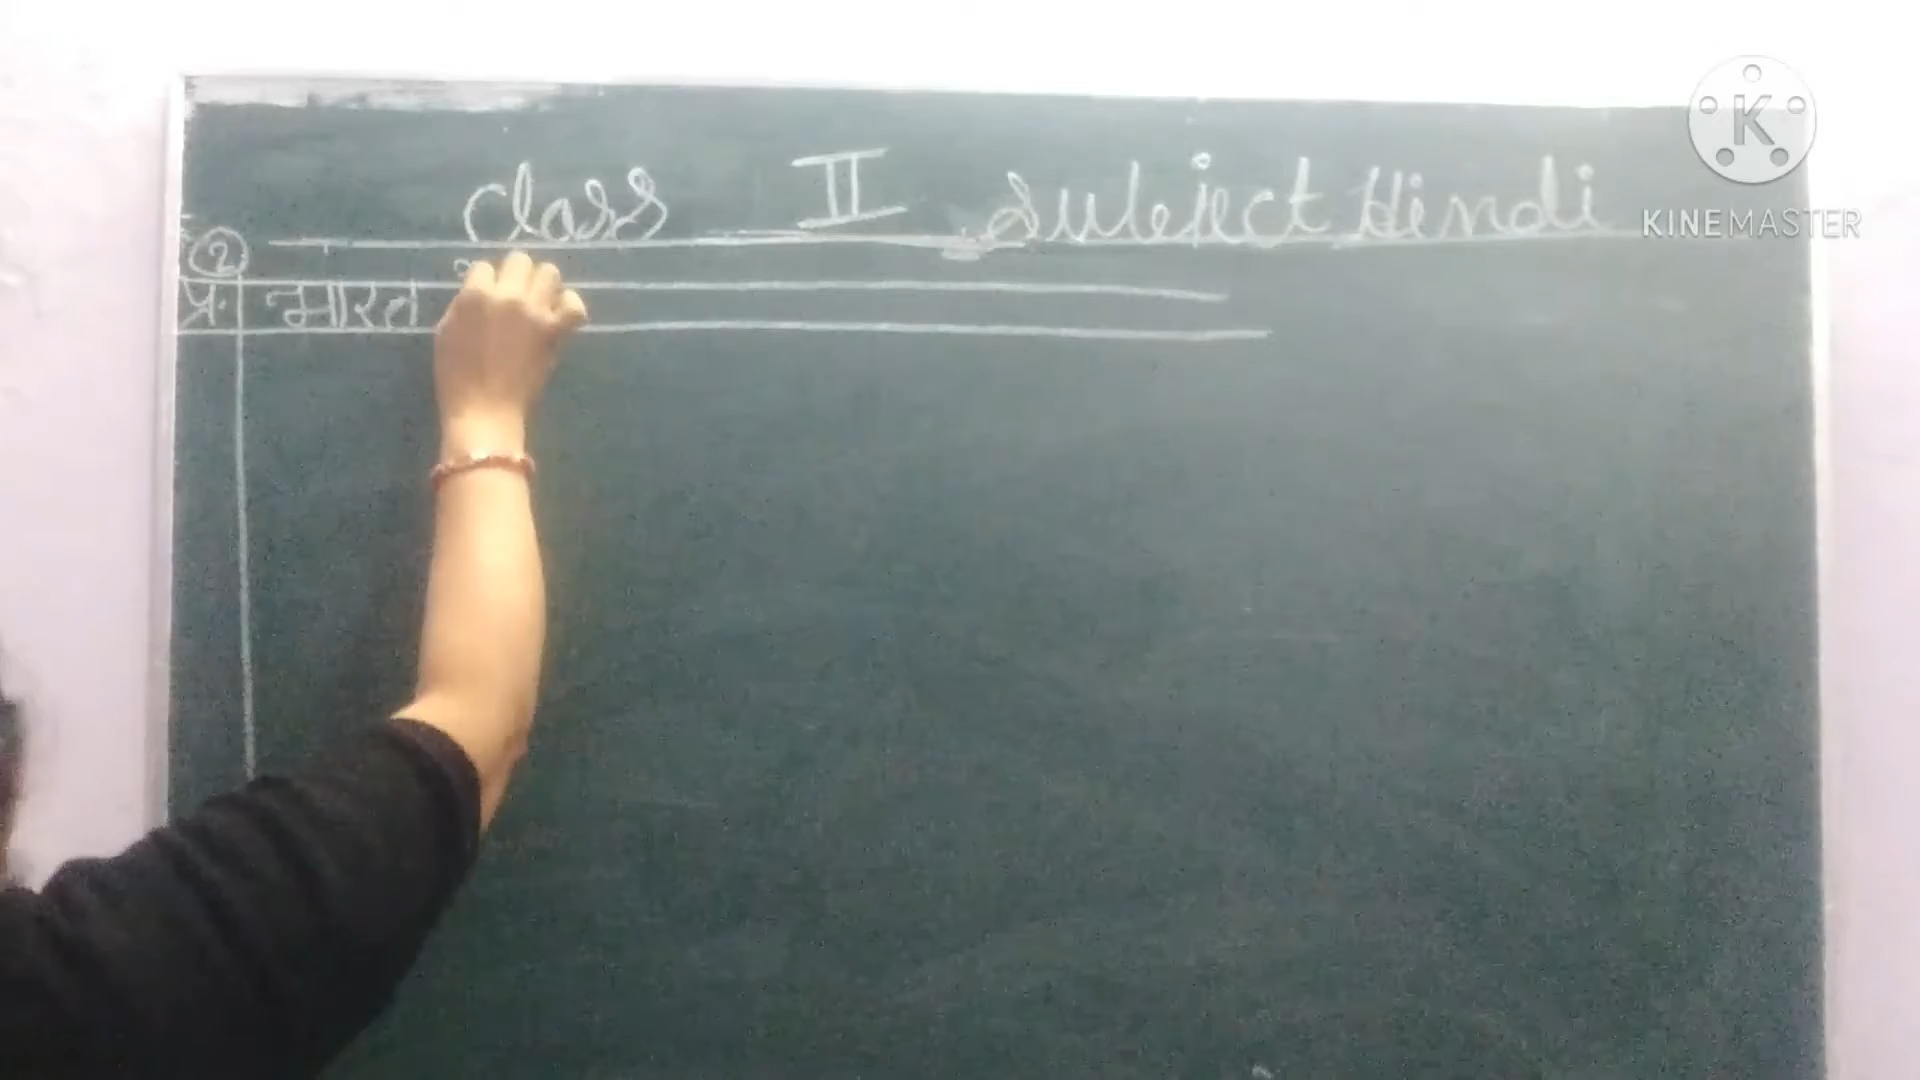 Class II Subject Hindi
②
प्र. भारत
K
KINEMASTER